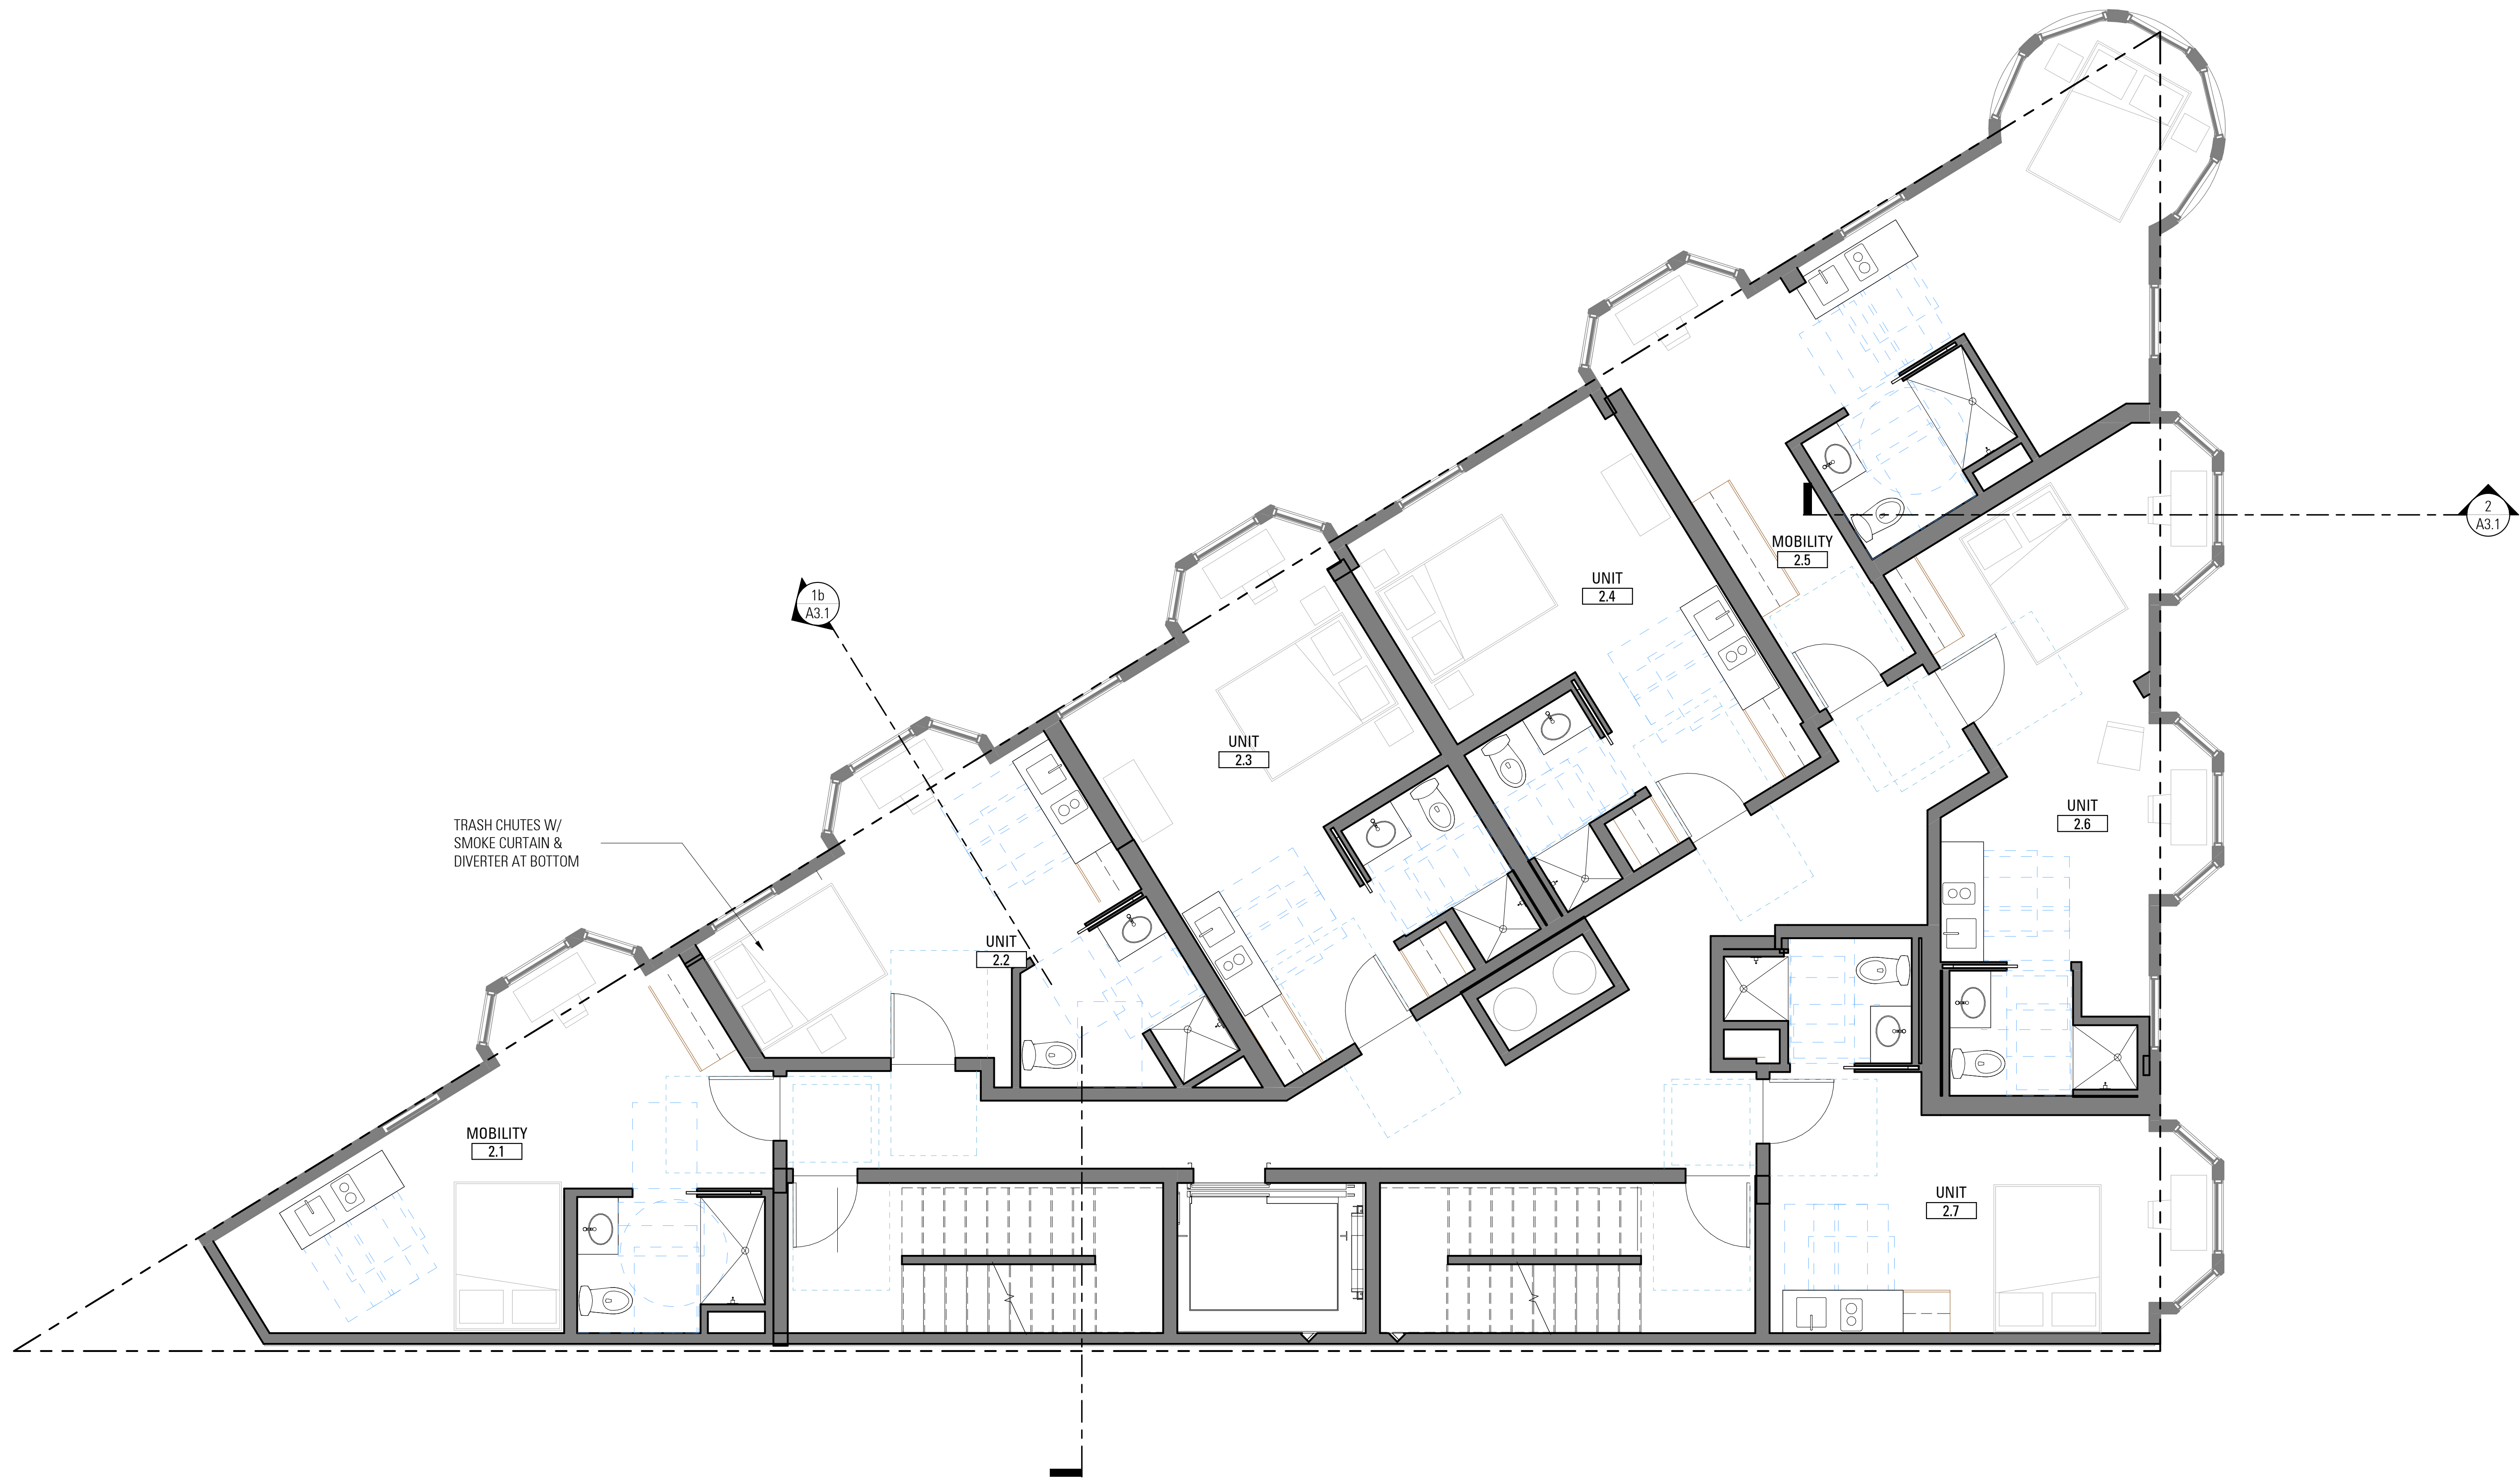 2
A3.1
MOBILITY
2.5
UNIT
2.4
1b
A3.1
UNIT
2.3
UNIT
2.6
TRASH CHUTES W/
SMOKE CURTAIN &
DIVERTER AT BOTTOM
UNIT
2.2
MOBILITY
2.1
UNIT
2.7